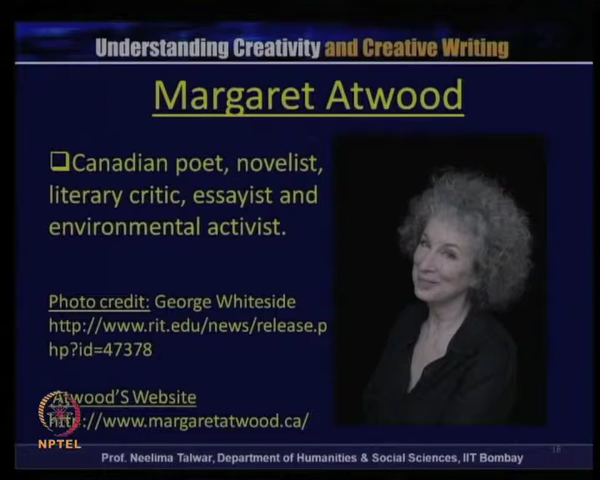 Understanding Creativity and Creative Writing
Margaret Atwood
Canadian poet, novelist,
literary critic, essayist and
environmental activist.
Photo credit: George Whiteside
http://www.rit.edu/news/release.p
hp?id=47378
Atwood'S Website
http://www.margaretatwood.ca/
NPTEL
18
Prof. Neelima Talwar, Department of Humanities & Social Sciences, IIT Bombay